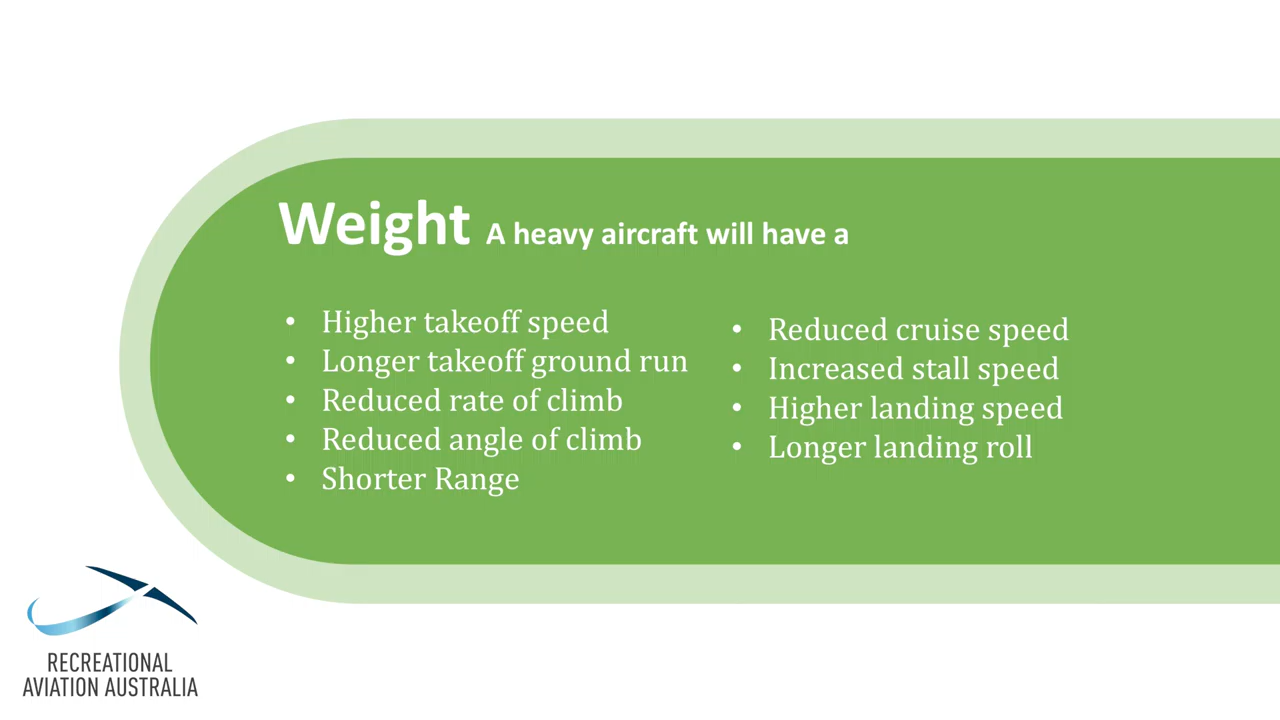 Weight A heavy aircraft will have a
• Higher takeoff speed
• Longer takeoff ground run
• Reduced rate of climb
• Reduced angle of climb
• Shorter Range
• Reduced cruise speed
• Increased stall speed
• Higher landing speed
• Longer landing roll
RECREATIONAL
AVIATION AUSTRALIA